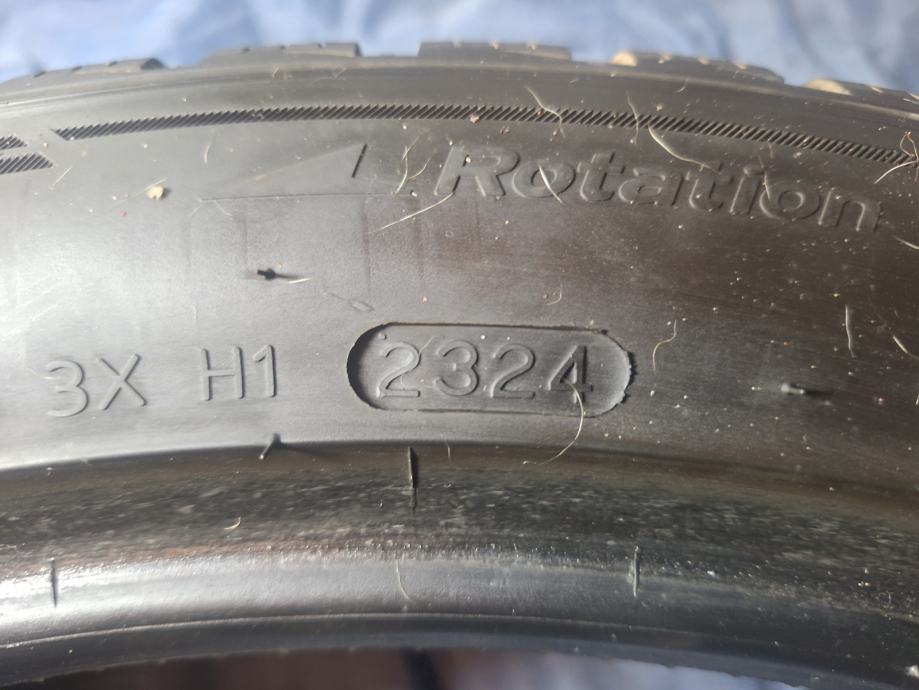 Rotation
3X H1 2324